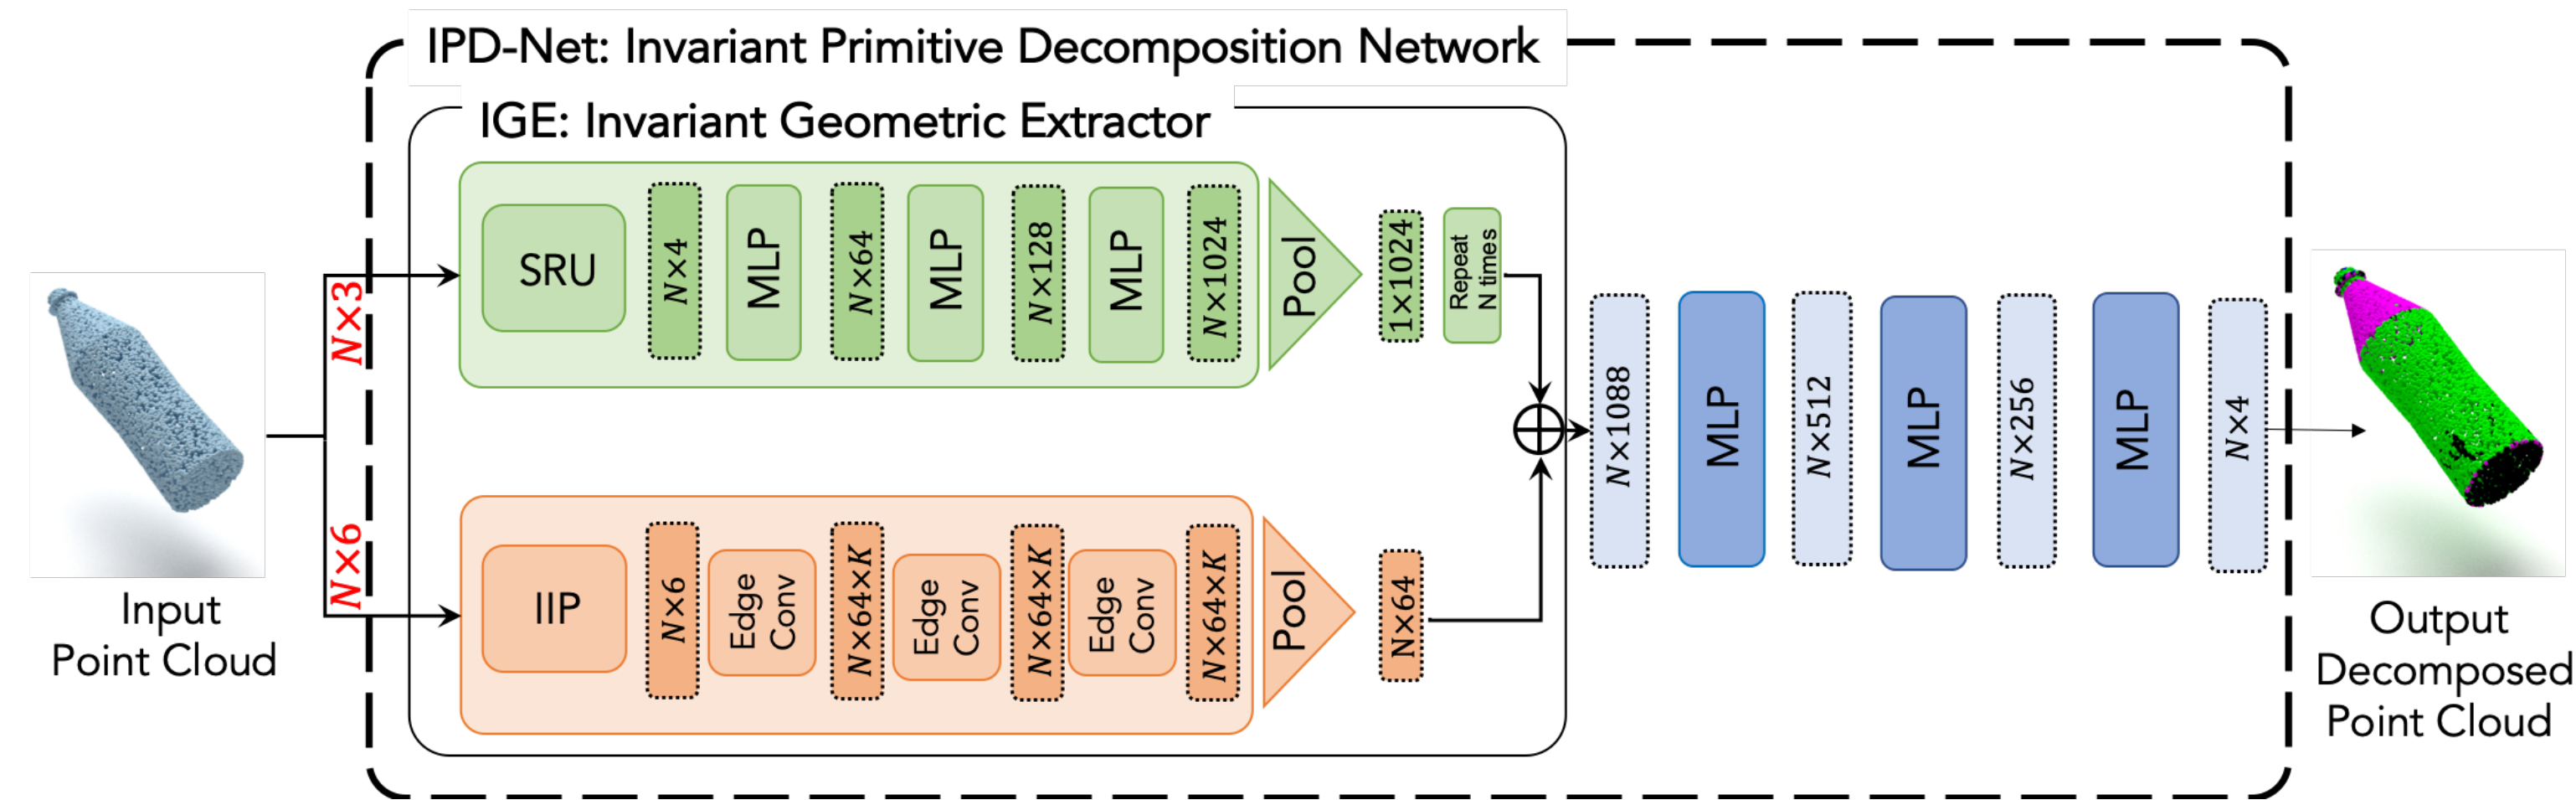 IPD-Net: Invariant Primitive Decomposition Network
IGE: Invariant Geometric Extractor
N×3
SRU
N×4
MLP
N×64
MLP
N×128
MLP
N×1024
Pool
1×1024
Repeat
N times
N×6
IIP
N×6
Edge
Conv
N×64×K
Edge
Conv
N×64×K
Edge
Conv
N×64×K
Pool
N×64
N×1088
MLP
N×512
MLP
N×256
MLP
N×4
Input
Point Cloud
Output
Decomposed
Point Cloud